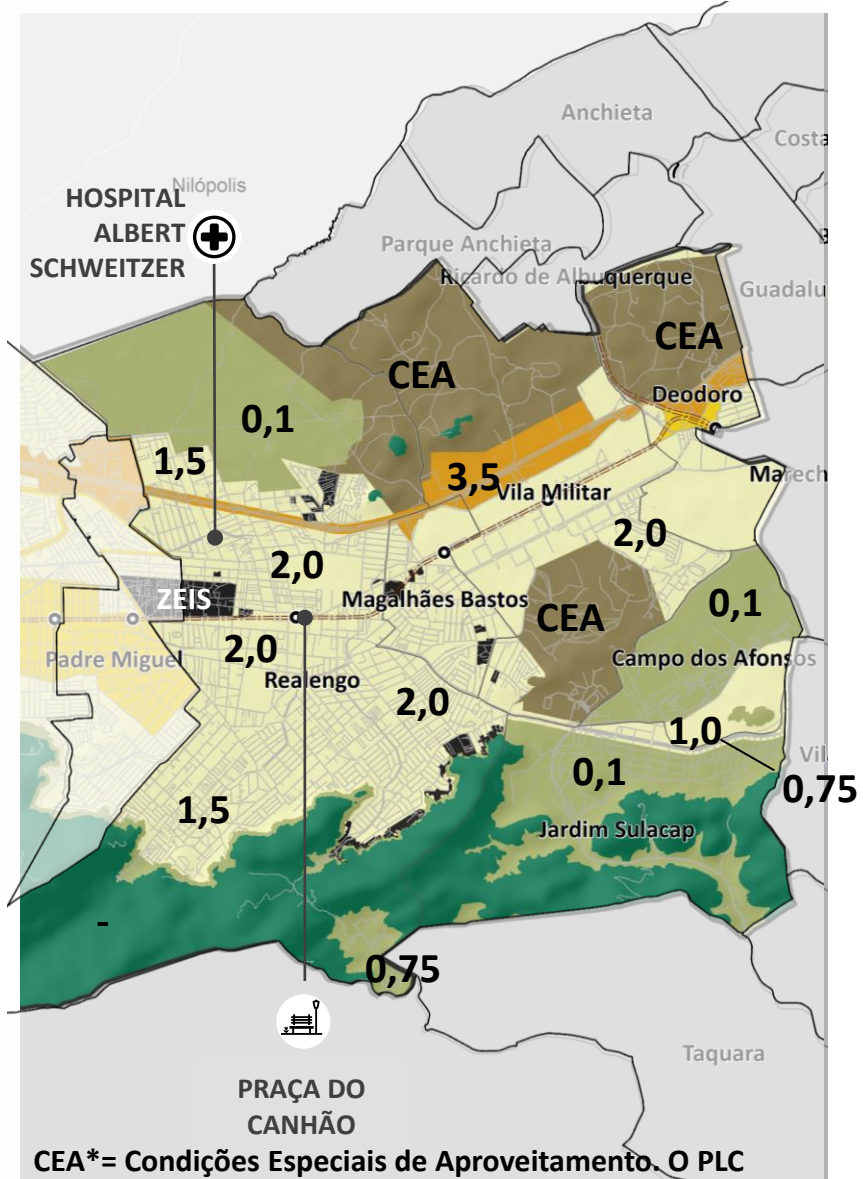 Anchieta
Costa
Nilópolis
HOSPITAL
ALBERT
SCHWEITZER
Parque Anchieta
Ricardo de Albuquerque
Guadalu
CEA
CEA
Deodoro
0,1
1,5
3,5
Vila Militar
Marech
2,0
2,0
ZEIS
Magalhães Bastos
0,1
CEA
2,0
Padre Miguel
Campo dos Afonsos
Realengo
2,0
1,0
Vil
0,1
0,75
1,5
Jardim Sulacap
-
0,75
Taquara
PRAÇA DO
CANHÃO
CEA*= Condições Especiais de Aproveitamento. O PLC